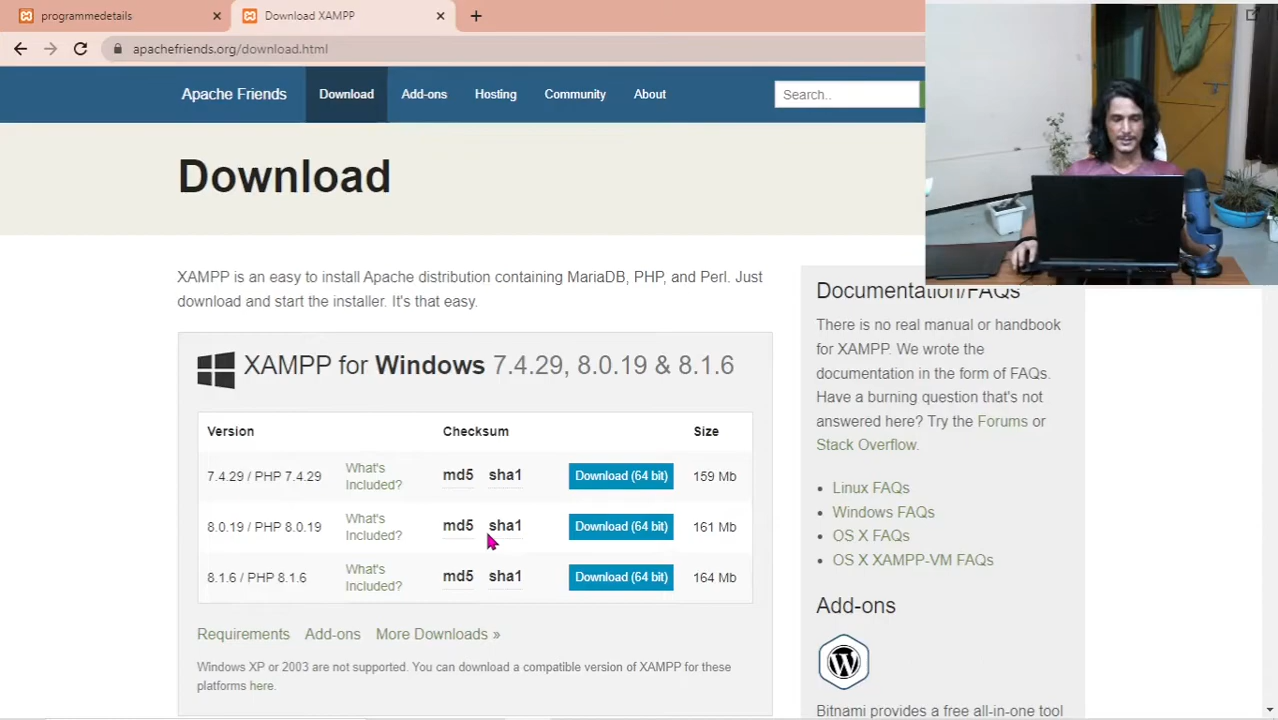 programmedetails
Download XAMPP
apachefriends.org/download.html
Apache Friends
Download
Add-ons
Hosting
Community
About
Search..
Download
XAMPP is an easy to install Apache distribution containing MariaDB, PHP, and Perl. Just
download and start the installer. It's that easy.
XAMPP for Windows 7.4.29, 8.0.19 & 8.1.6
Version Checksum Size
7.4.29 / PHP 7.4.29 What's Included? md5 sha1 Download (64 bit) 159 Mb
8.0.19 / PHP 8.0.19 What's Included? md5 sha1 Download (64 bit) 161 Mb
8.1.6 / PHP 8.1.6 What's Included? md5 sha1 Download (64 bit) 164 Mb
Requirements Add-ons More Downloads »
Windows XP or 2003 are not supported. You can download a compatible version of XAMPP for these
platforms here.
Documentation/FAQs
There is no real manual or handbook
for XAMPP. We wrote the
documentation in the form of FAQs.
Have a burning question that's not
answered here? Try the Forums or
Stack Overflow.
• Linux FAQs
• Windows FAQs
• OS X FAQs
• OS X XAMPP-VM FAQs
Add-ons
W
Bitnami provides a free all-in-one tool